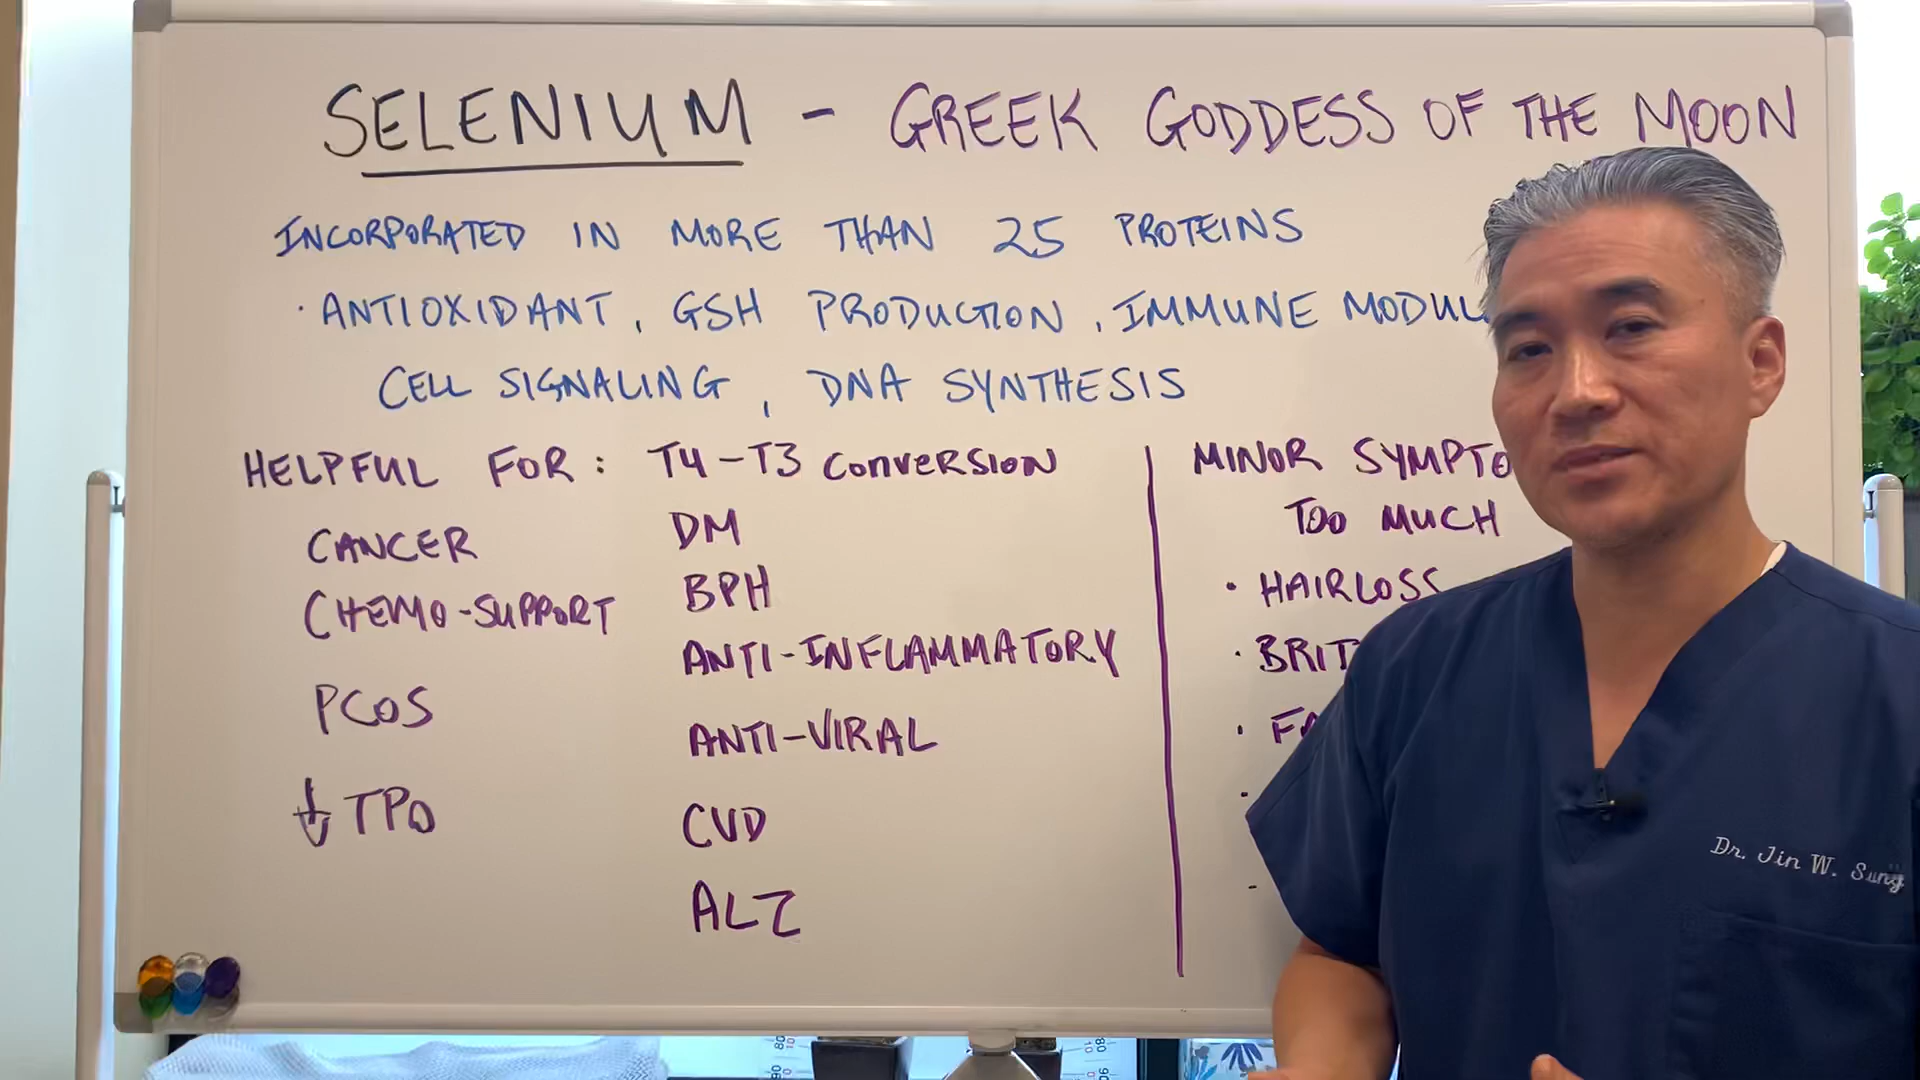 SELENIUM - GREEK GODDESS OF THE MOON
INCORPORATED IN MORE THAN 25 PROTEINS
· ANTIOXIDANT, GSH PRODUCTION, IMMUNE MODUL
CELL SIGNALING, DNA SYNTHESIS
HELPFUL FOR: T4-T3 CONVERSION
CANCER
CHEMO-SUPPORT
PCOS
↓ TPO
DM
BPH
ANTI-INFLAMMATORY
ANTI-VIRAL
CVD
ALZ
MINOR SYMPTO
TOO MUCH
· HAIRLOSS
· BRIT
· FA
Dr. Jin W. Sung